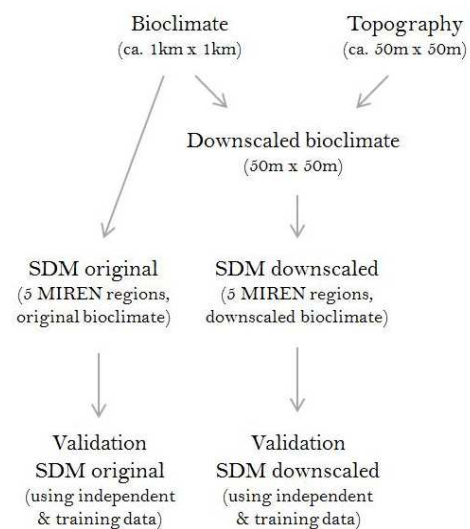 Bioclimate
(ca. 1km x 1km)
Topography
(ca. 50m x 50m)
Downscaled bioclimate
(50m x 50m)
SDM original
(5 MIREN regions,
original bioclimate)
SDM downscaled
(5 MIREN regions,
downscaled bioclimate)
Validation
SDM original
(using independent
& training data)
Validation
SDM downscaled
(using independent
& training data)